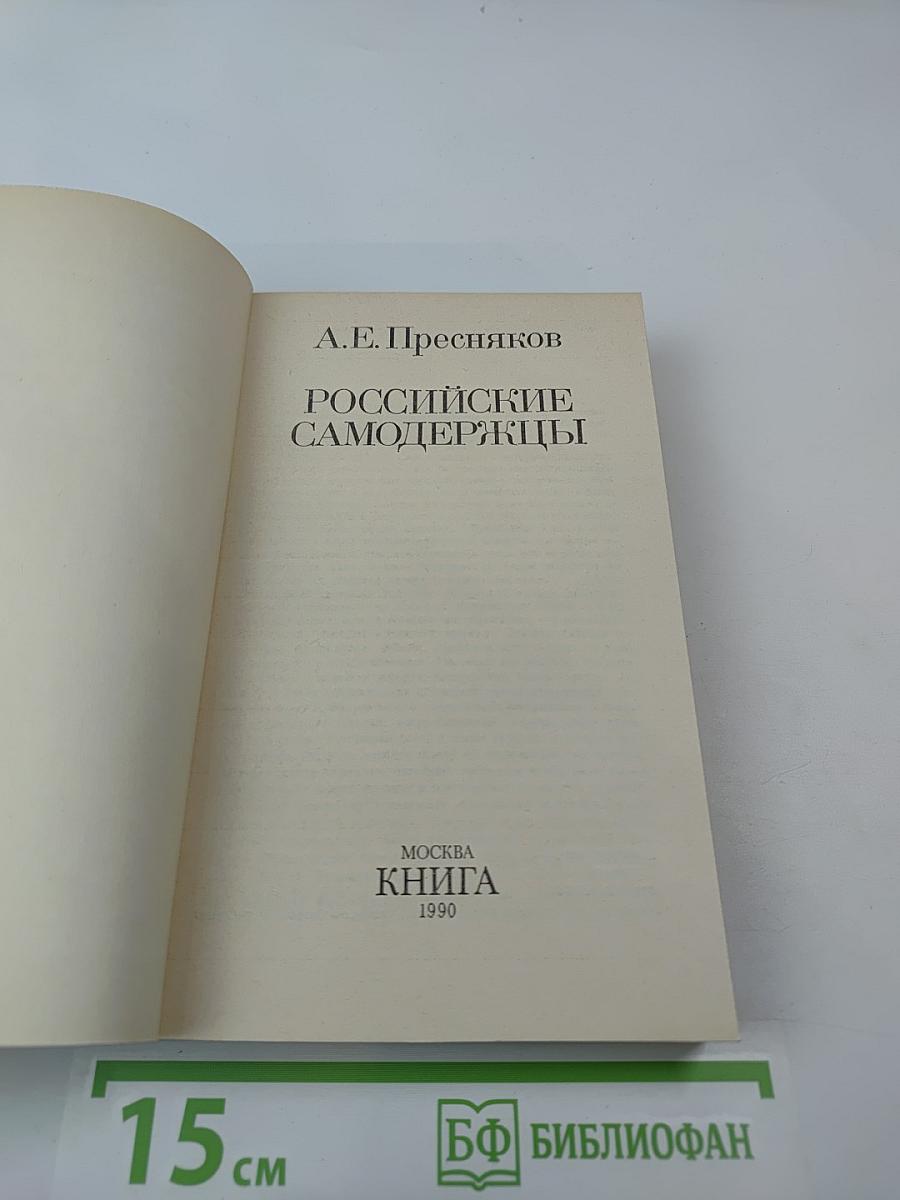 А.Е.Пресняков
РОССИЙСКИЕ
САМОДЕРЖЦЫ
МОСКВА
КНИГА
1990
15 см
БФ БИБЛИОФАН